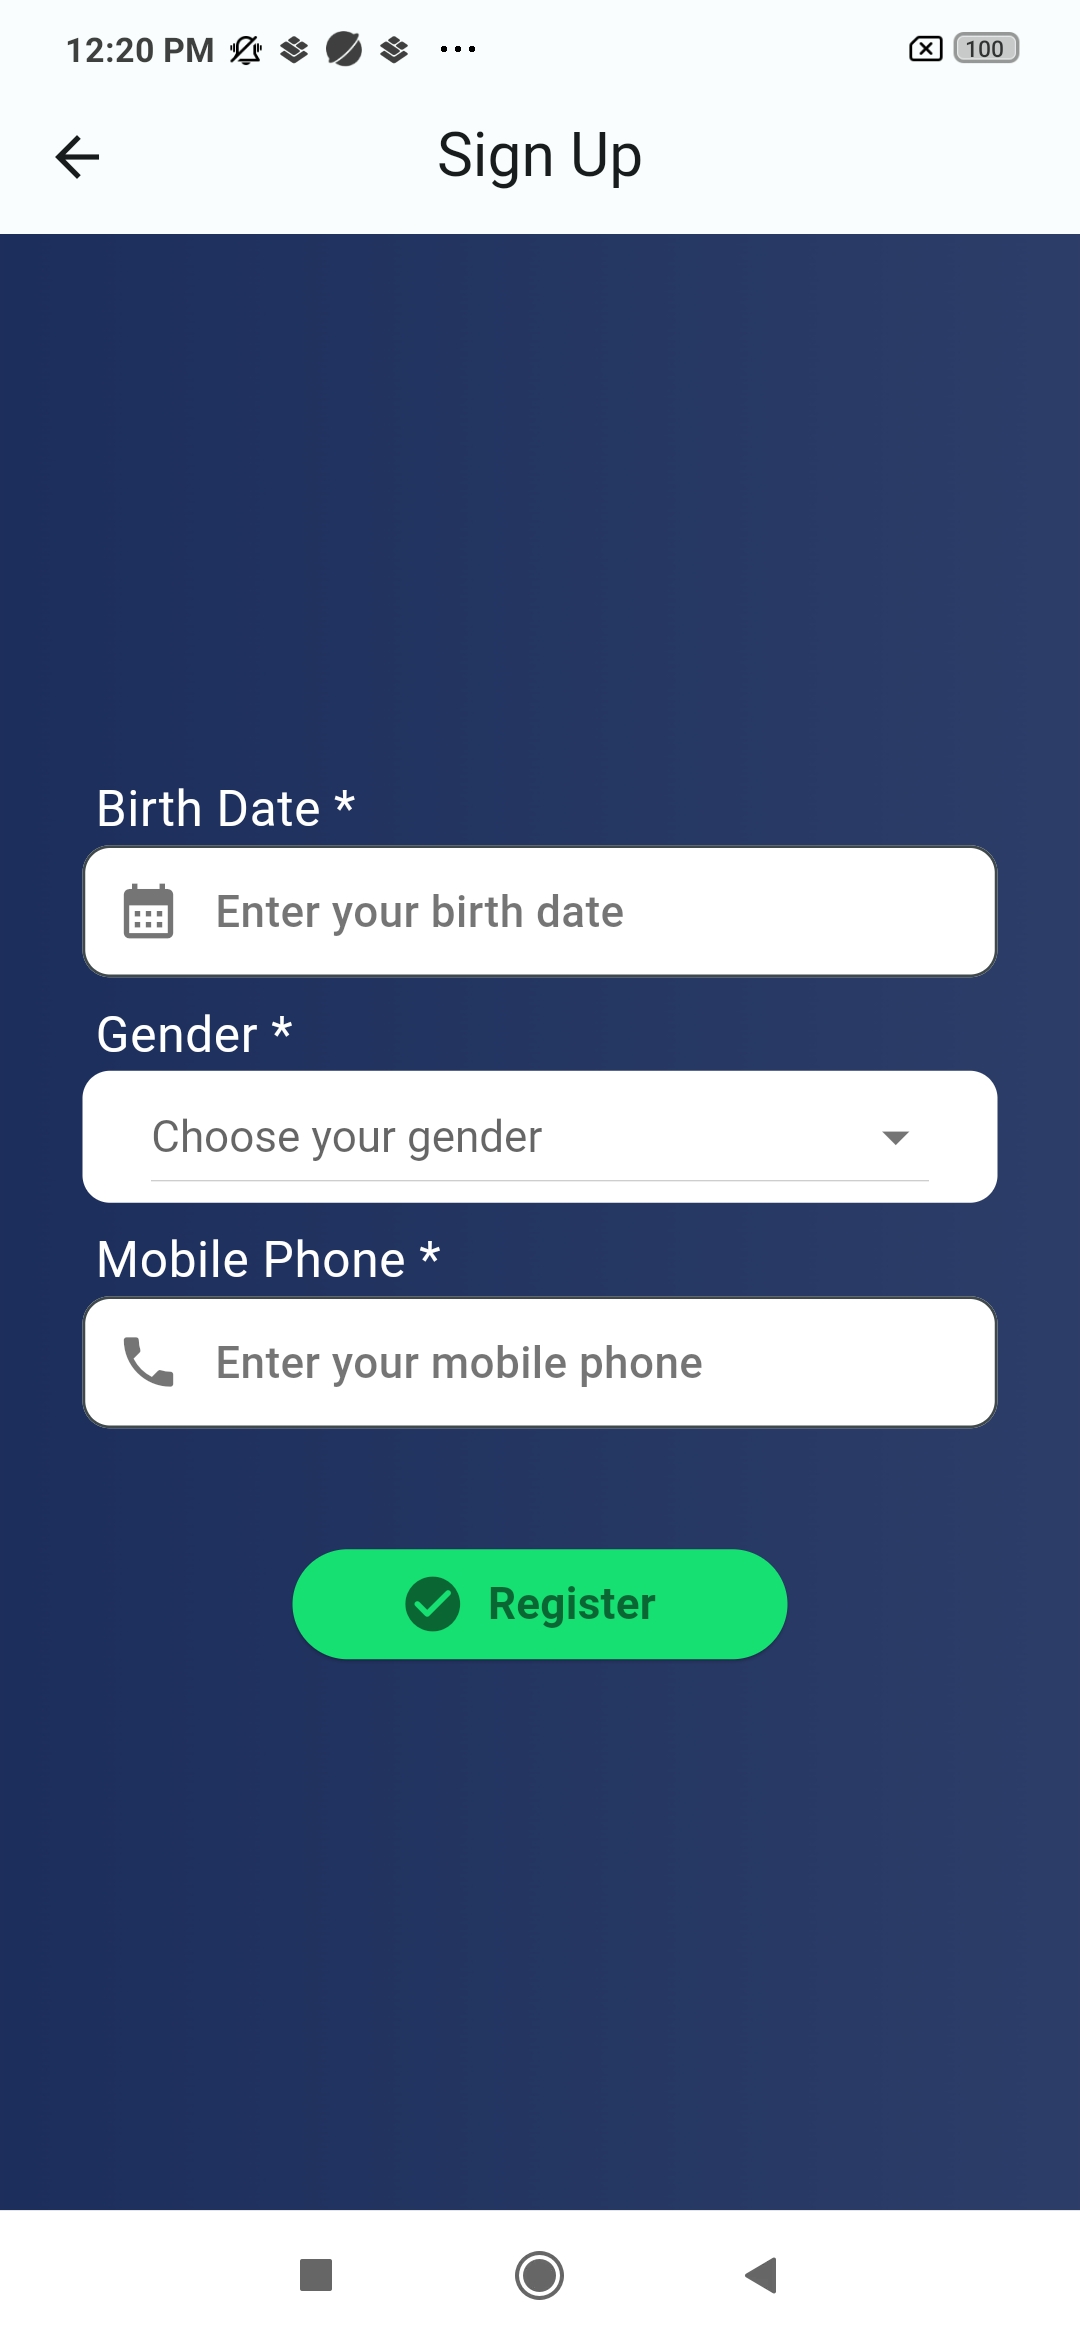 12:20 PM
100
Sign Up
Birth Date *
Enter your birth date
Gender *
Choose your gender
Mobile Phone *
Enter your mobile phone
Register